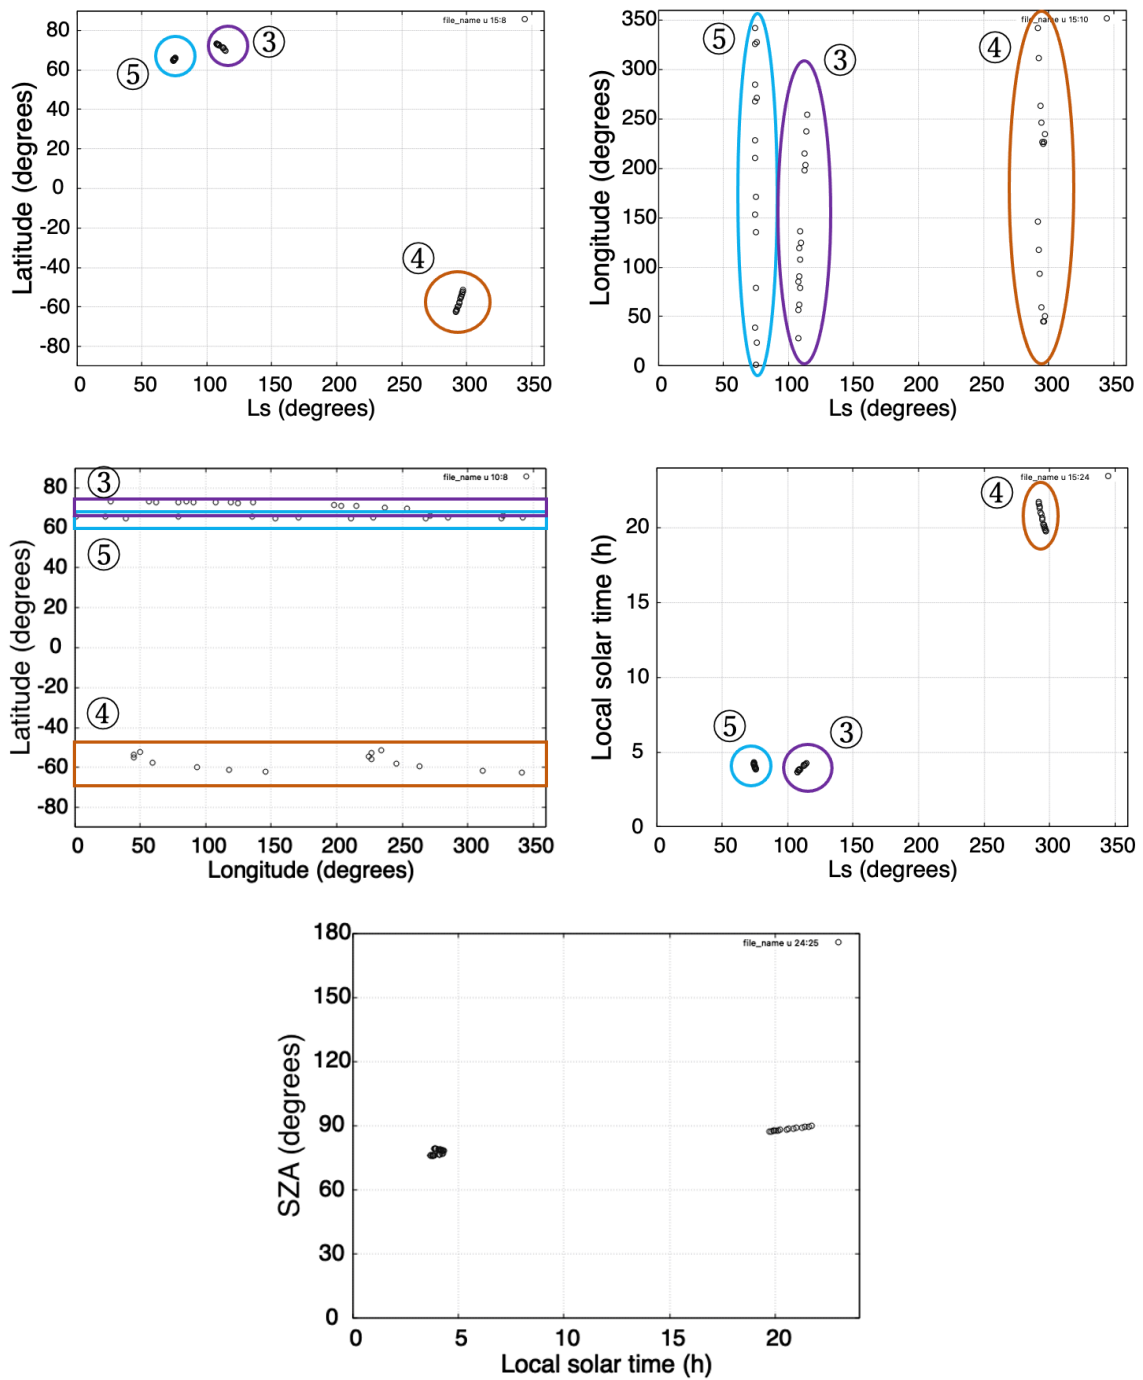 file_name u 15:8
80
60
40
20
0
-20
-40
-60
-80
0 50 100 150 200 250 300 350
Ls (degrees)
Latitude (degrees)
⑤
③
④
file_name u 15:10
350
300
250
200
150
100
50
0
0 50 100 150 200 250 300 350
Ls (degrees)
Longitude (degrees)
⑤
③
④
file_name u 10:8
80
60
40
20
0
-20
-40
-60
-80
0 50 100 150 200 250 300 350
Longitude (degrees)
Latitude (degrees)
③
⑤
④
file_name u 15:24
20
15
10
5
0
0 50 100 150 200 250 300 350
Ls (degrees)
Local solar time (h)
④
⑤
③
file_name u 24:25
180
150
120
90
60
30
0
0 5 10 15 20
Local solar time (h)
SZA (degrees)